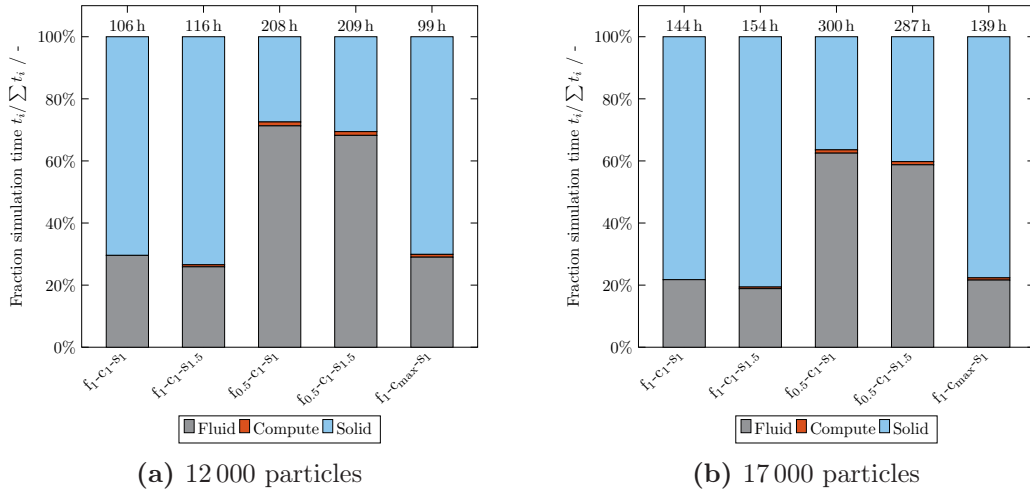 106 h 116 h 208 h 209 h 99 h
100%
80%
60%
40%
20%
0%
Fraction simulation time tᵢ/∑tᵢ / -
f₁-c₁-s₁
f₁-c₁-s₁.₅
f₀.₅-c₁-s₁
f₀.₅-c₁-s₁.₅
f₁-cₘₐₓ-s₁
Fluid Compute Solid
(a) 12 000 particles
144 h 154 h 300 h 287 h 139 h
100%
80%
60%
40%
20%
0%
Fraction simulation time tᵢ/∑tᵢ / -
f₁-c₁-s₁
f₁-c₁-s₁.₅
f₀.₅-c₁-s₁
f₀.₅-c₁-s₁.₅
f₁-cₘₐₓ-s₁
Fluid Compute Solid
(b) 17 000 particles